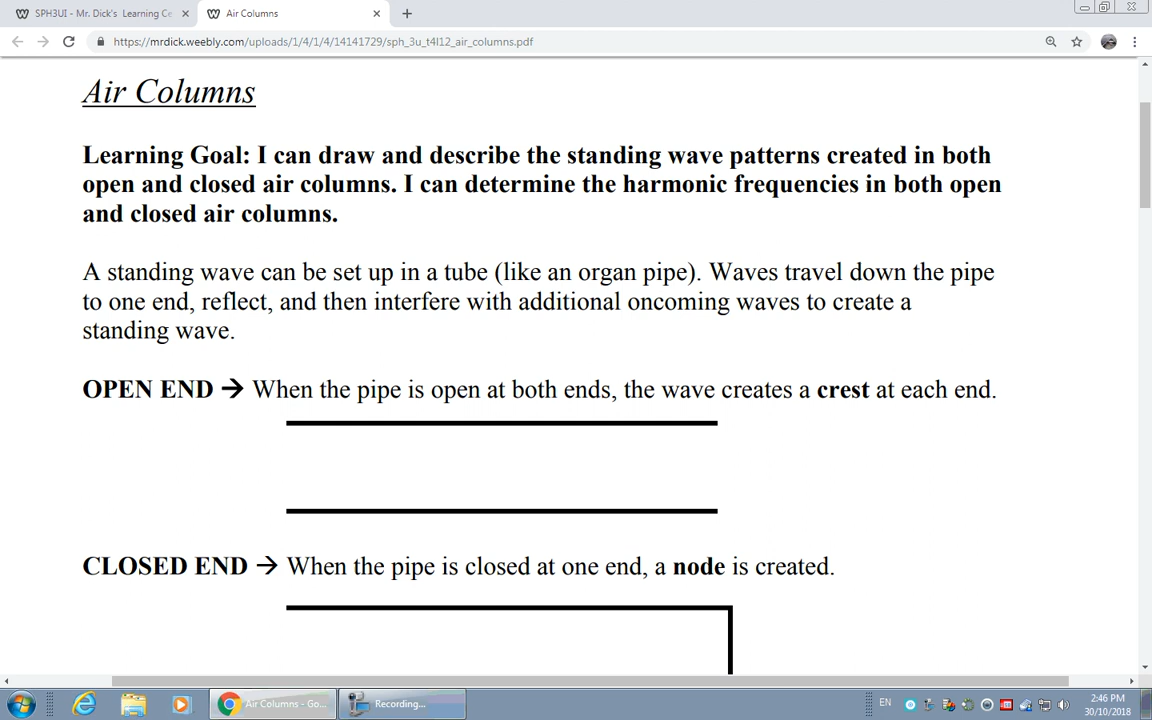 SPH3UI - Mr. Dick's Learning Ce
Air Columns
https://mrdick.weebly.com/uploads/1/4/1/4/14141729/sph_3u_t4l12_air_columns.pdf
Air Columns
Learning Goal: I can draw and describe the standing wave patterns created in both
open and closed air columns. I can determine the harmonic frequencies in both open
and closed air columns.
A standing wave can be set up in a tube (like an organ pipe). Waves travel down the pipe
to one end, reflect, and then interfere with additional oncoming waves to create a
standing wave.
OPEN END → When the pipe is open at both ends, the wave creates a crest at each end.
CLOSED END → When the pipe is closed at one end, a node is created.
Air Columns - Go...
Recording...
EN
2:46 PM
30/10/2018